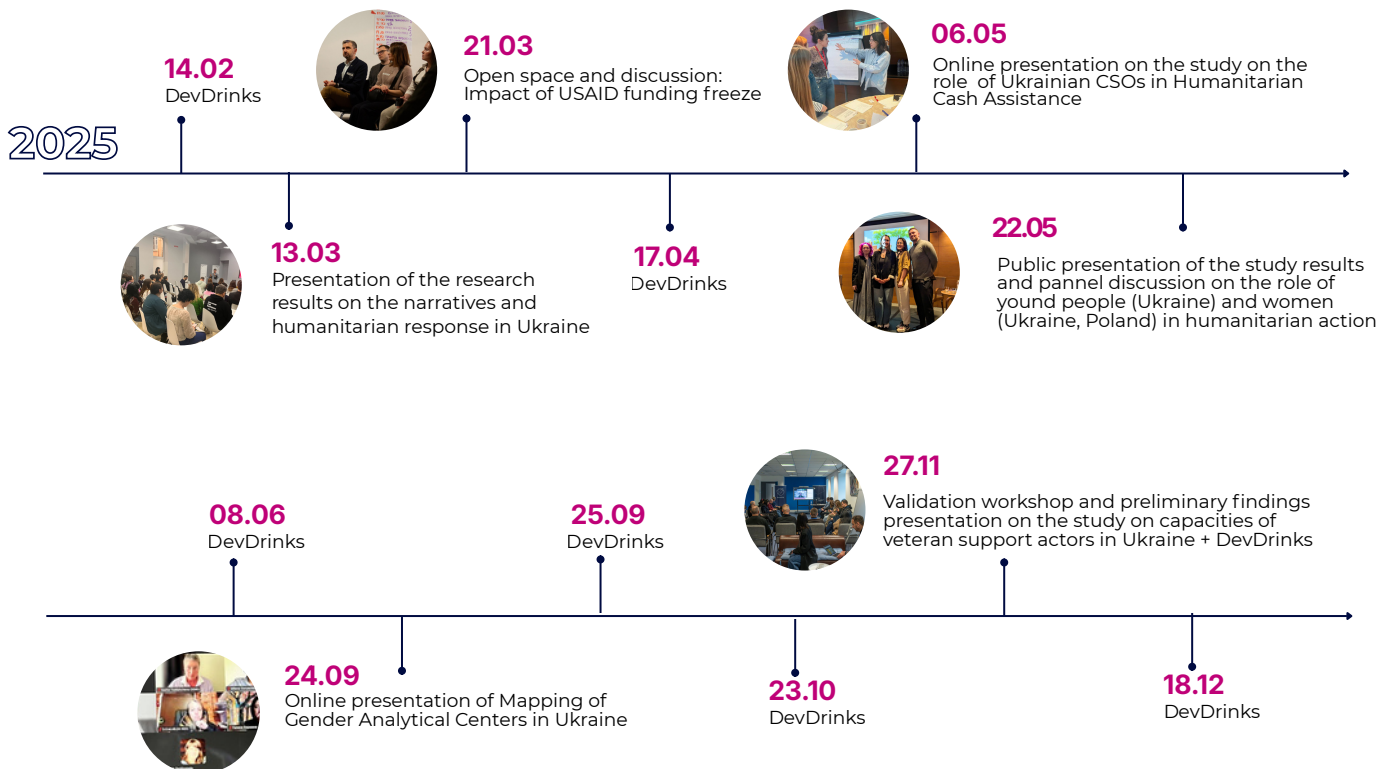 2025
14.02
DevDrinks
13.03
Presentation of the research
results on the narratives and
humanitarian response in Ukraine
21.03
Open space and discussion:
Impact of USAID funding freeze
17.04
DevDrinks
06.05
Online presentation on the study on the
role of Ukrainian CSOs in Humanitarian
Cash Assistance
22.05
Public presentation of the study results
and pannel discussion on the role of
yound people (Ukraine) and women
(Ukraine, Poland) in humanitarian action
08.06
DevDrinks
24.09
Online presentation of Mapping of
Gender Analytical Centers in Ukraine
25.09
DevDrinks
23.10
DevDrinks
27.11
Validation workshop and preliminary findings
presentation on the study on capacities of
veteran support actors in Ukraine + DevDrinks
18.12
DevDrinks